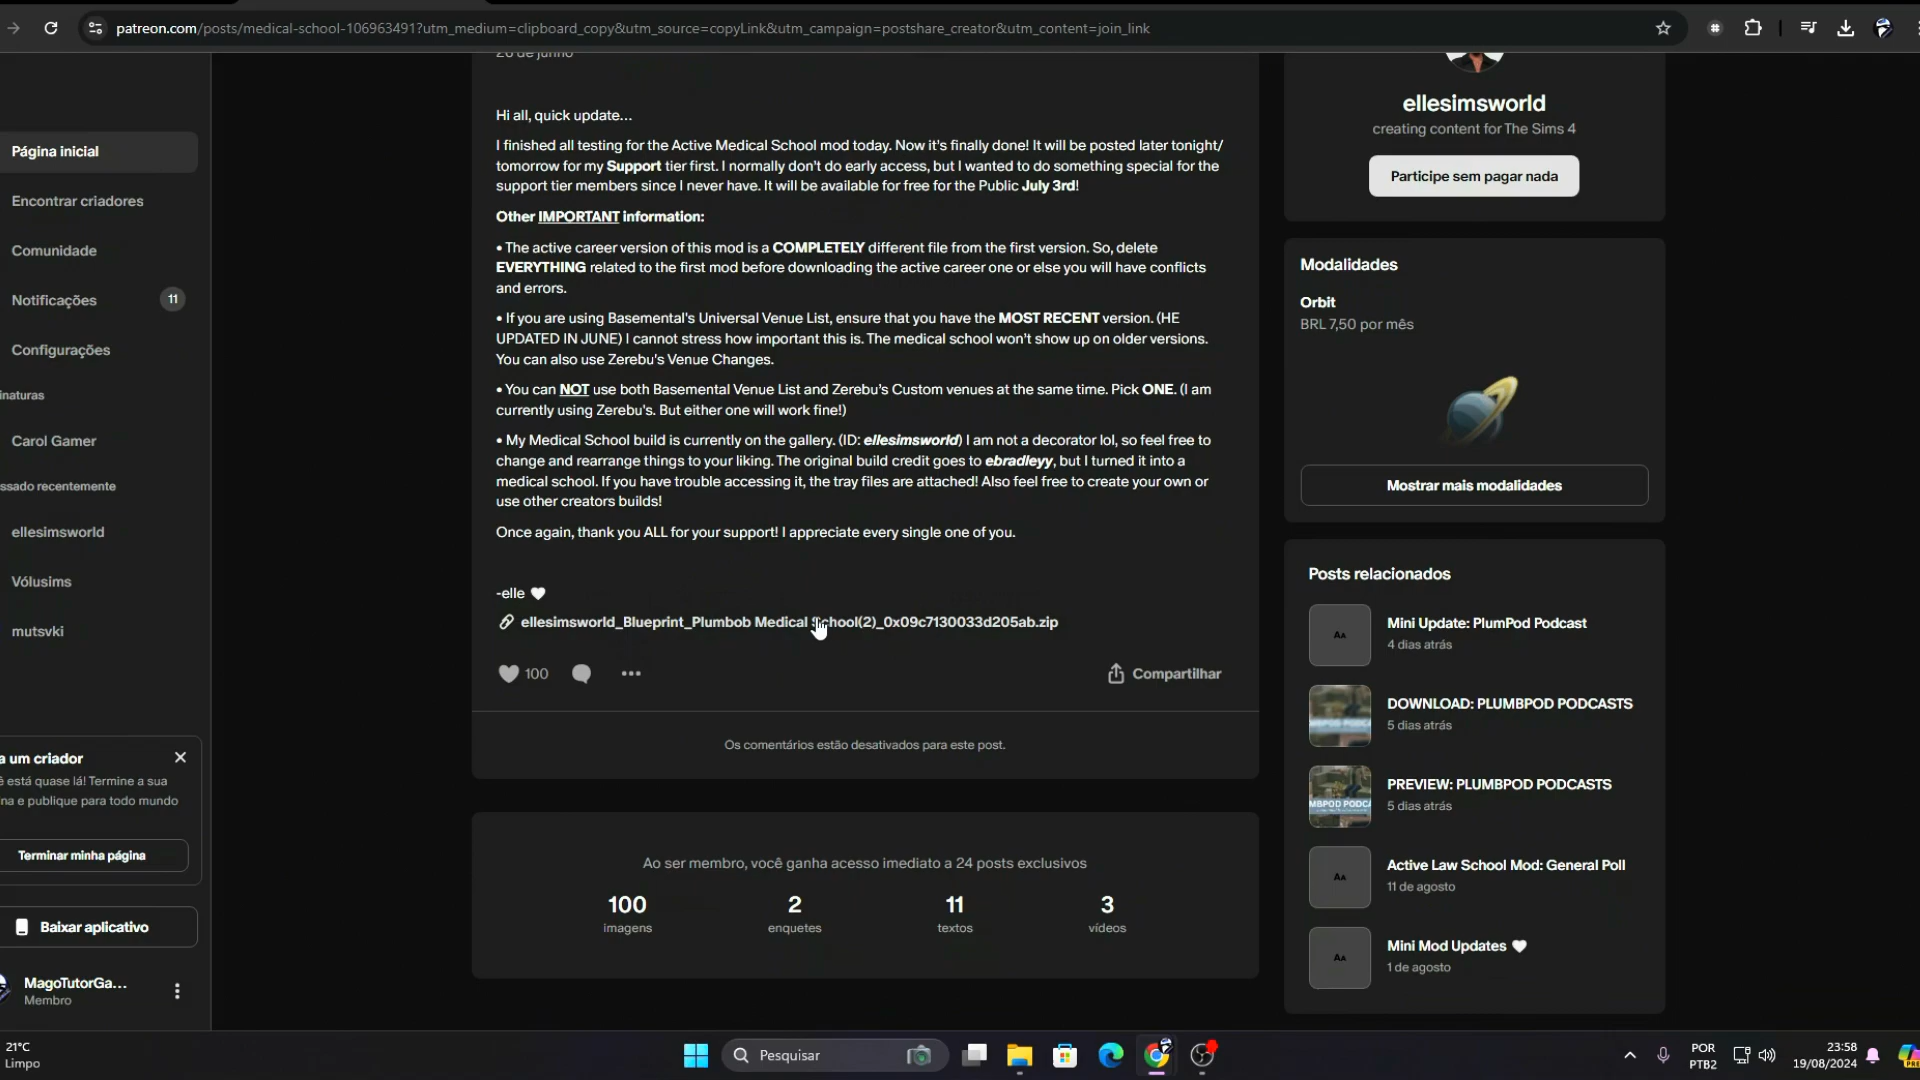 patreon.com/posts/medical-school-106963491?utm_medium=clipboard_copy&utm_source=copyLink&utm_campaign=postshare_creator&utm_content=join_link
Página inicial
Encontrar criadores
Comunidade
Notificações 11
Configurações
inaturas
Carol Gamer
ssado recentemente
ellesimsworld
Vólusims
mutsvki
a um criador
ê está quase lá! Termine a sua
na e publique para todo mundo
Terminar minha página
Baixar aplicativo
MagoTutorGa...
Membro
26 de junho
Hi all, quick update...
I finished all testing for the Active Medical School mod today. Now it's finally done! It will be posted later tonight/
tomorrow for my Support tier first. I normally don't do early access, but I wanted to do something special for the
support tier members since I never have. It will be available for free for the Public July 3rd!
Other IMPORTANT information:
• The active career version of this mod is a COMPLETELY different file from the first version. So, delete
EVERYTHING related to the first mod before downloading the active career one or else you will have conflicts
and errors.
• If you are using Basemental's Universal Venue List, ensure that you have the MOST RECENT version. (HE
UPDATED IN JUNE) I cannot stress how important this is. The medical school won't show up on older versions.
You can also use Zerebu's Venue Changes.
• You can NOT use both Basemental Venue List and Zerebu's Custom venues at the same time. Pick ONE. (I am
currently using Zerebu's. But either one will work fine!)
• My Medical School build is currently on the gallery. (ID: ellesimsworld) I am not a decorator lol, so feel free to
change and rearrange things to your liking. The original build credit goes to ebradleyy, but I turned it into a
medical school. If you have trouble accessing it, the tray files are attached! Also feel free to create your own or
use other creators builds!
Once again, thank you ALL for your support! I appreciate every single one of you.
-elle
ellesimsworld_Blueprint_Plumbob Medical School(2)_0x09c7130033d205ab.zip
100
Compartilhar
Os comentários estão desativados para este post.
Ao ser membro, você ganha acesso imediato a 24 posts exclusivos
100 2 11 3
imagens enquetes textos vídeos
ellesimsworld
creating content for The Sims 4
Participe sem pagar nada
Modalidades
Orbit
BRL 7,50 por mês
Mostrar mais modalidades
Posts relacionados
AA
Mini Update: PlumPod Podcast
4 dias atrás
DOWNLOAD: PLUMBPOD PODCASTS
5 dias atrás
MBPOD PODCA
PREVIEW: PLUMBPOD PODCASTS
5 dias atrás
AA
Active Law School Mod: General Poll
11 de agosto
AA
Mini Mod Updates
1 de agosto
21°C
Limpo
Pesquisar
POR
PTB2
23:58
19/08/2024
PRE